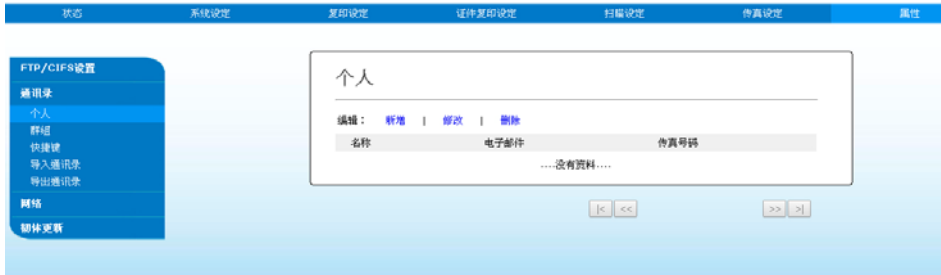 状态 系统设定 复印设定 证件复印设定 扫描设定 传真设定 属性
FTP/CIFS设置
通讯录
个人
群组
快捷键
导入通讯录
导出通讯录
网络
韧体更新
个人
编辑： 新增 | 修改 | 删除
名称 电子邮件 传真号码
....没有资料....
|< << >> >|